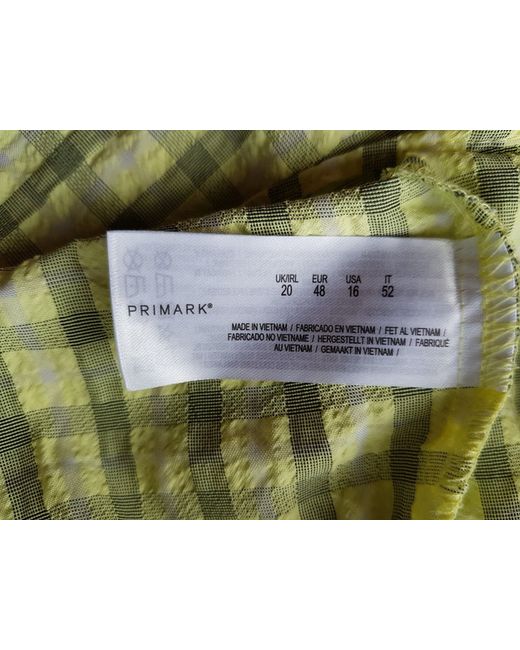 UK/IRL EUR USA IT
20 48 16 52
PRIMARK®
MADE IN VIETNAM / FABRICADO EN VIETNAM / FET AL VIETNAM /
FABRICADO NO VIETNAME / HERGESTELLT IN VIETNAM / FABRIQUÉ
AU VIETNAM / GEMAAKT IN VIETNAM /